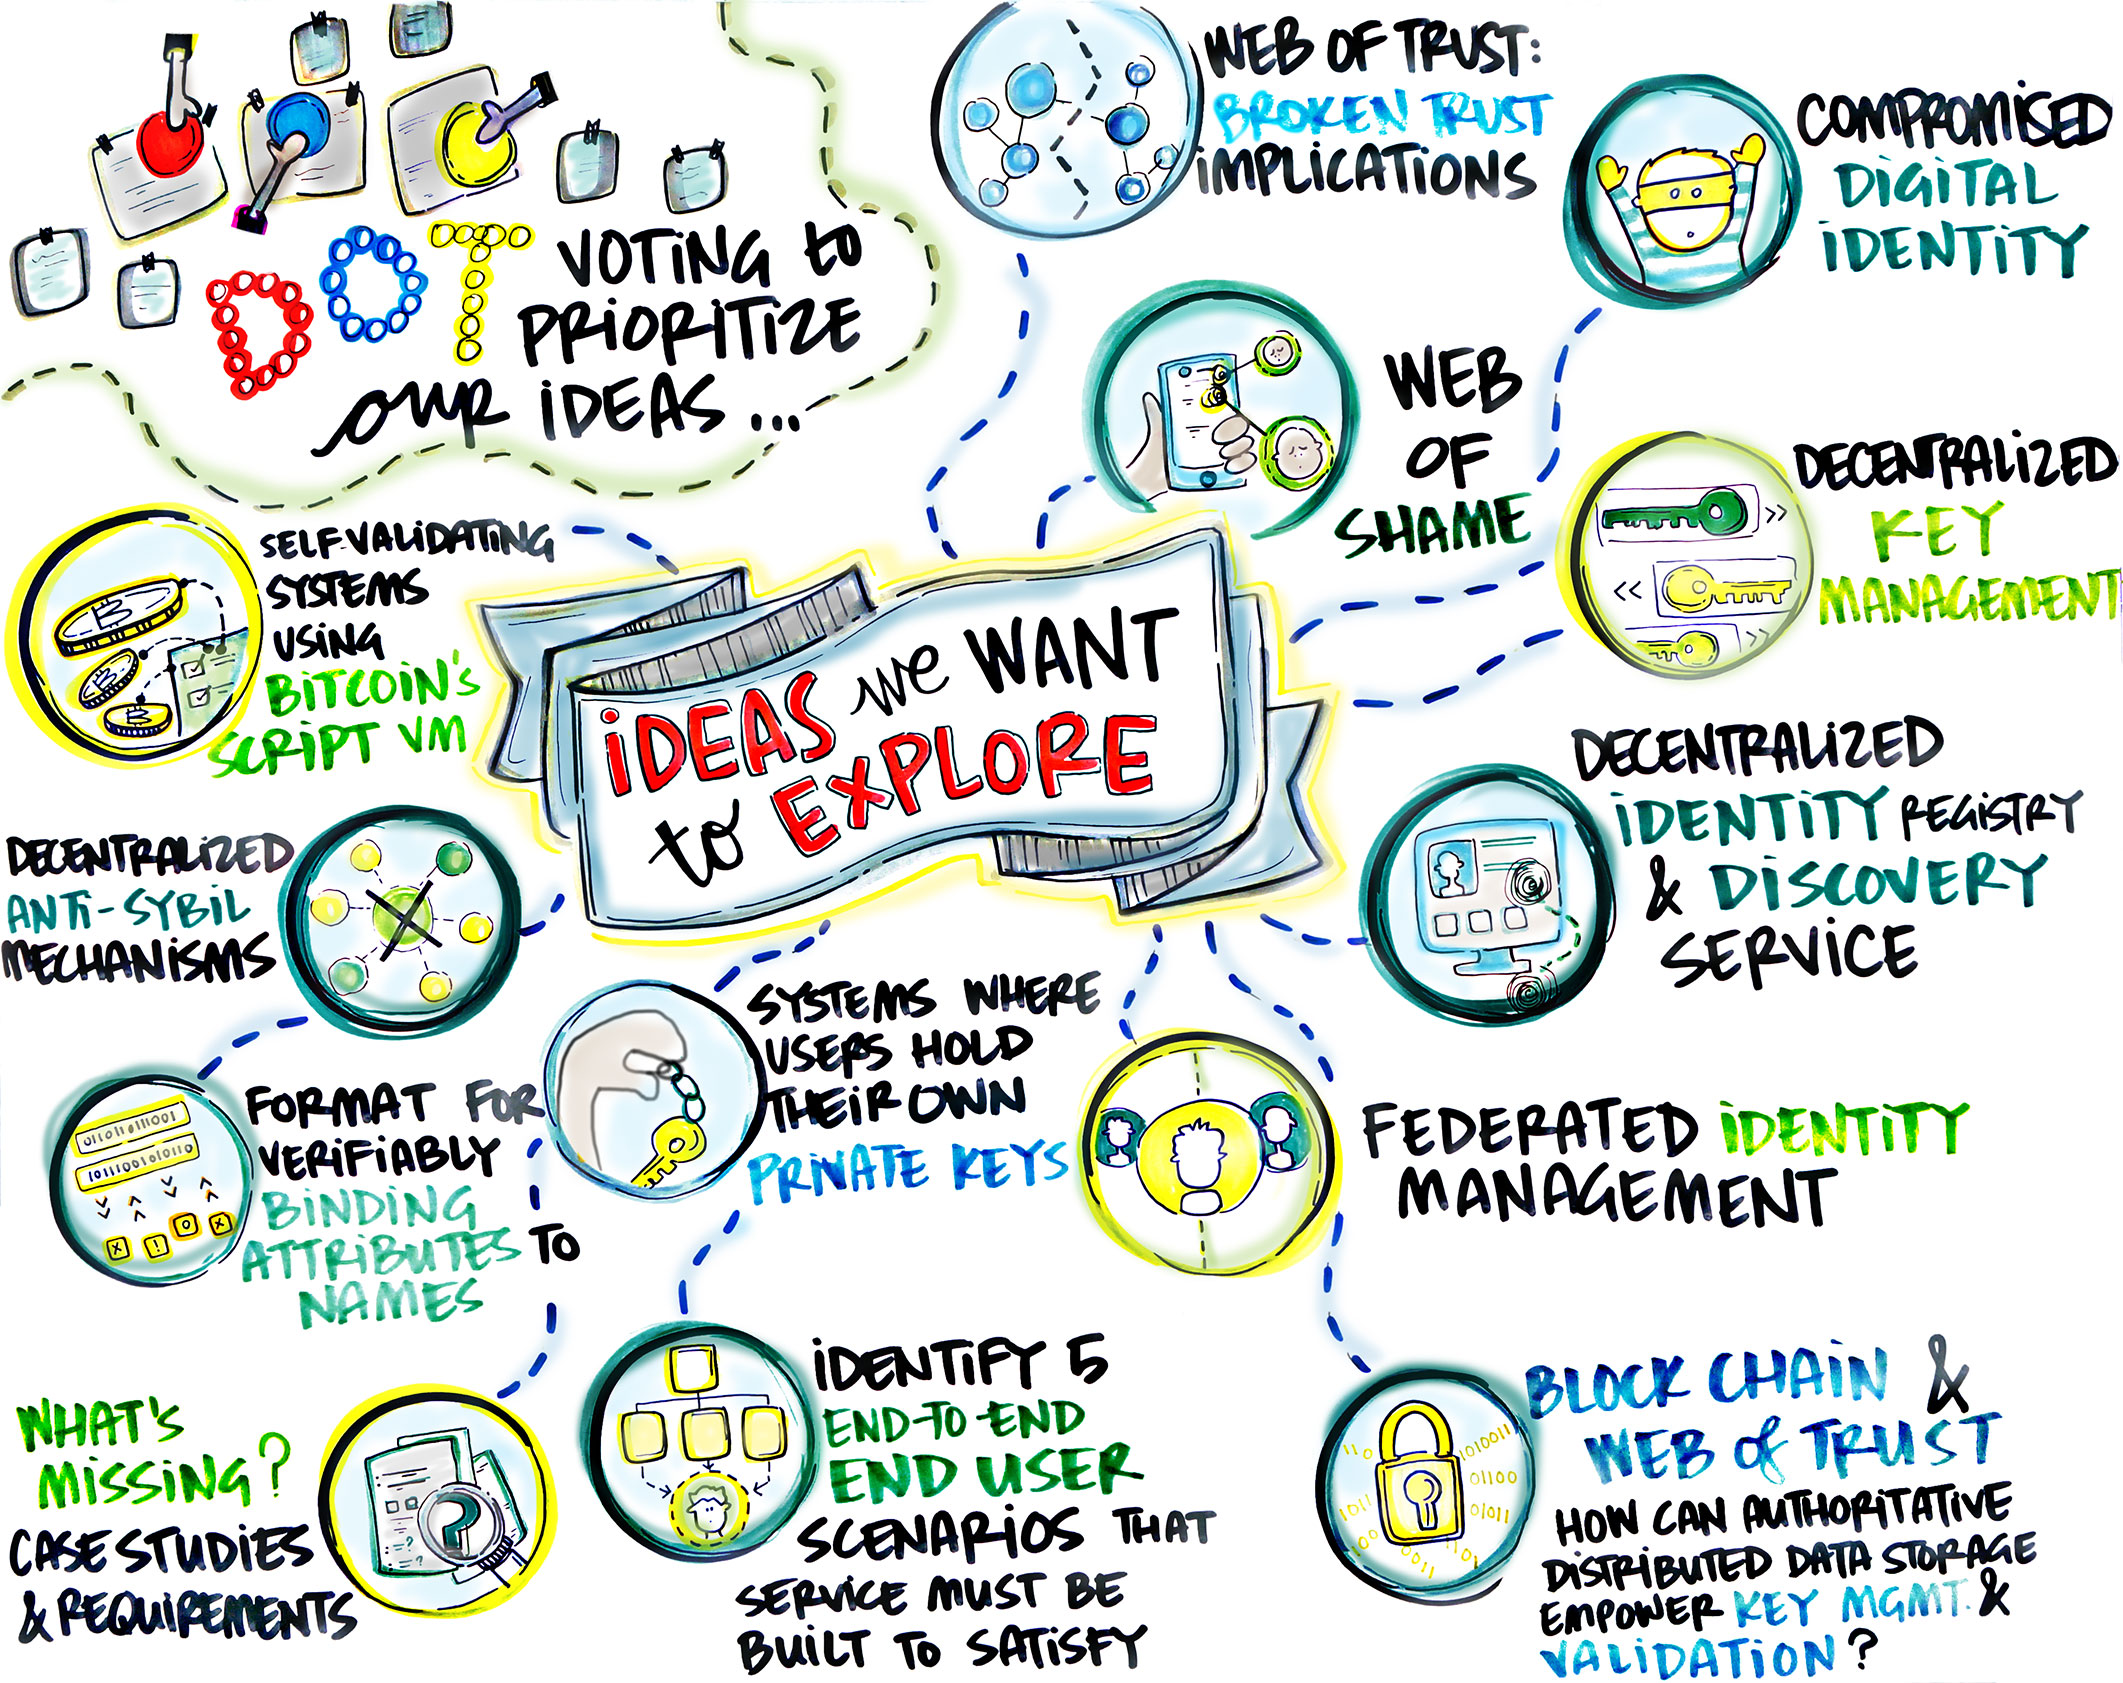 DOT VOTING to
PRIORITIZE
OUR IDEAS ...
WEB OF TRUST:
BROKEN TRUST
IMPLICATIONS
COMPROMISED
DIGITAL
IDENTITY
WEB
OF
SHAME
DECENTRALIZED
KEY
MANAGEMENT
SELF-VALIDATING
SYSTEMS
USING
BITCOIN'S
SCRIPT VM
IDEAS we WANT
to EXPLORE
DECENTRALIZED
IDENTITY REGISTRY
& DISCOVERY
SERVICE
DECENTRALIZED
ANTI-SYBIL
MECHANISMS
SYSTEMS WHERE
USERS HOLD
THEIR OWN
PRIVATE KEYS
FORMAT FOR
VERIFIABLY
BINDING
ATTRIBUTES TO
NAMES
011011011001
10111001010110
FEDERATED IDENTITY
MANAGEMENT
WHAT'S
MISSING?
CASE STUDIES
& REQUIREMENTS
IDENTIFY 5
END-TO-END
END USER
SCENARIOS THAT
SERVICE MUST BE
BUILT TO SATISFY
BLOCK CHAIN &
WEB of TRUST
HOW CAN AUTHORITATIVE
DISTRIBUTED DATA STORAGE
EMPOWER KEY MGMT. &
VALIDATION?